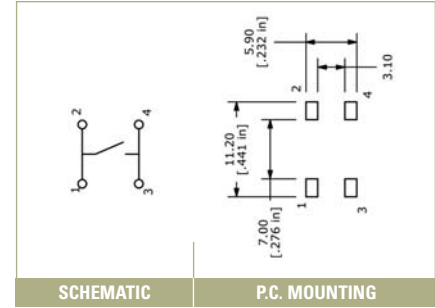 5.90
[.232 in]
3.10
2
4
2
4
11.20
[.441 in]
1
3
1
3
7.00
[.276 in]
SCHEMATIC
P.C. MOUNTING